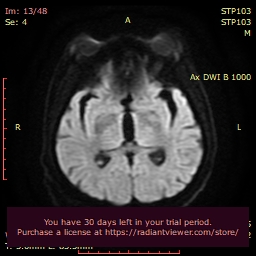 Im: 13/48
Se: 4
STP103
STP103
M
A
Ax DWI B 1000
R
L
You have 30 days left in your trial period.
Purchase a license at https://radiantviewer.com/store/